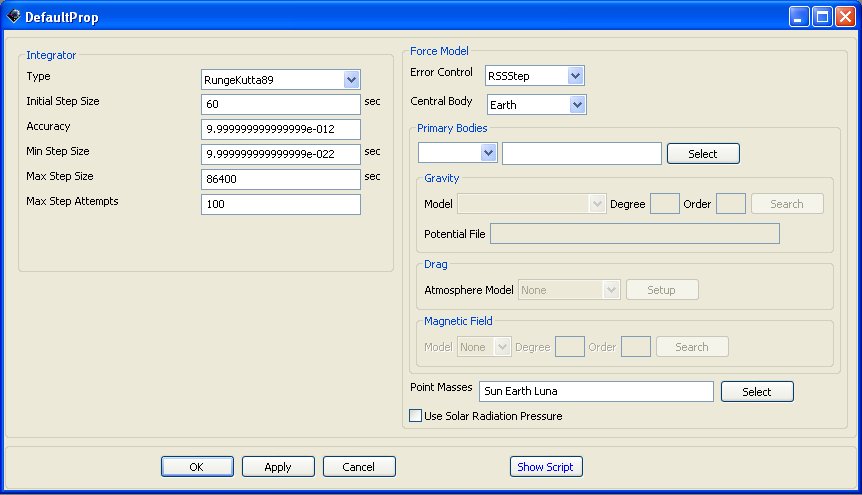 DefaultProp
Integrator
Type RungeKutta89
Initial Step Size 60 sec
Accuracy 9.999999999999999e-012
Min Step Size 9.999999999999999e-022 sec
Max Step Size 86400 sec
Max Step Attempts 100
Force Model
Error Control RSSStep
Central Body Earth
Primary Bodies
Select
Gravity
Model Degree Order Search
Potential File
Drag
Atmosphere Model None Setup
Magnetic Field
Model None Degree Order Search
Point Masses Sun Earth Luna Select
Use Solar Radiation Pressure
OK Apply Cancel Show Script